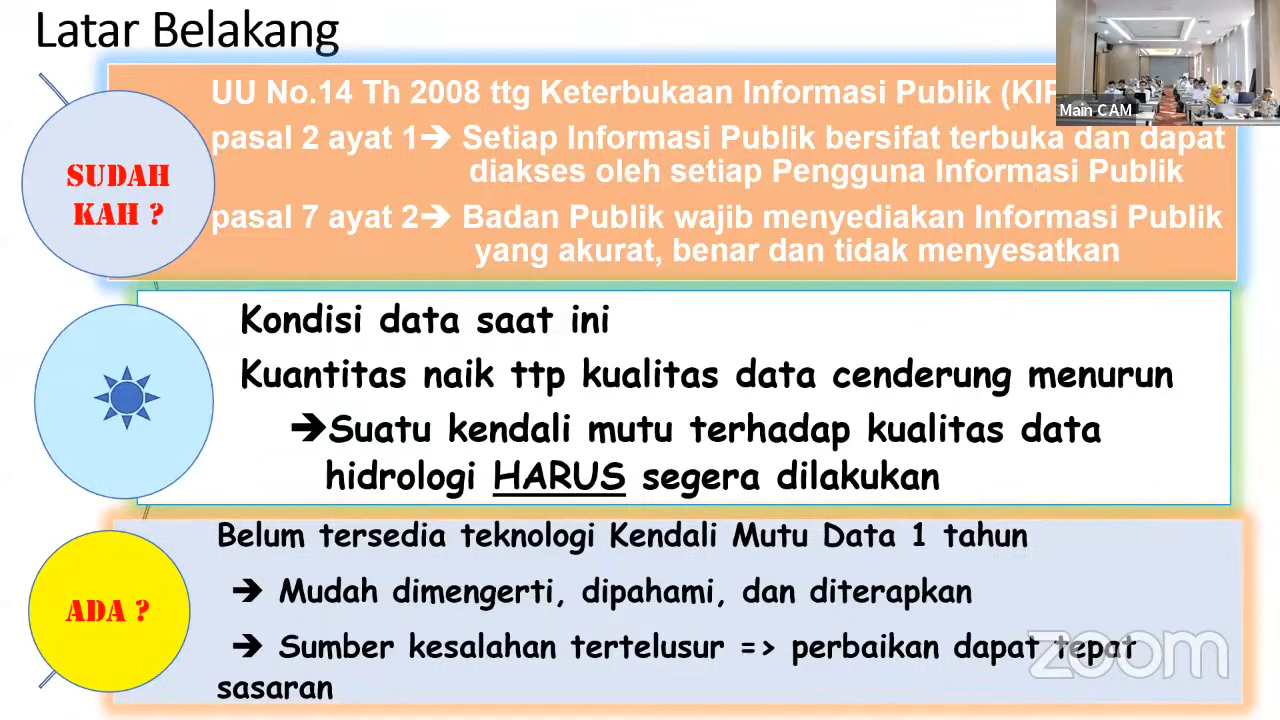 Latar Belakang
Main CAM
SUDAH
KAH ?
UU No.14 Th 2008 ttg Keterbukaan Informasi Publik
pasal 2 ayat 1➔ Setiap Informasi Publik bersifat terbuka dan dapat
diakses oleh setiap Pengguna Informasi Publik
pasal 7 ayat 2➔ Badan Publik wajib menyediakan Informasi Publik
yang akurat, benar dan tidak menyesatkan
Kondisi data saat ini
Kuantitas naik ttp kualitas data cenderung menurun
➔Suatu kendali mutu terhadap kualitas data
hidrologi HARUS segera dilakukan
ADA ?
Belum tersedia teknologi Kendali Mutu Data 1 tahun
➔ Mudah dimengerti, dipahami, dan diterapkan
➔ Sumber kesalahan tertelusur => perbaikan dapat tepat
sasaran
zoom